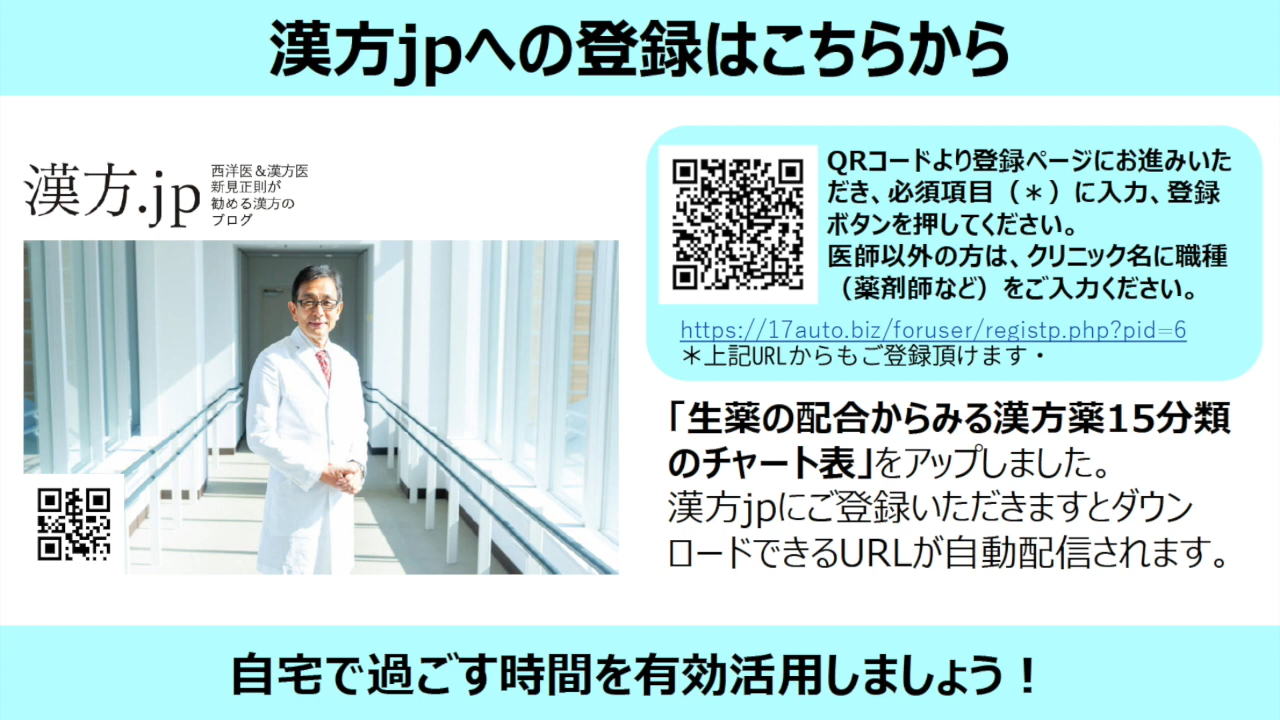 漢方jpへの登録はこちらから
漢方.jp
西洋医＆漢方医
新見正則が
勧める漢方の
ブログ
QRコードより登録ページにお進みいた
だき、必須項目（＊）に入力、登録
ボタンを押してください。
医師以外の方は、クリニック名に職種
（薬剤師など）をご入力ください。
https://17auto.biz/foruser/registp.php?pid=6
＊上記URLからもご登録頂けます・
「生薬の配合からみる漢方薬15分類
のチャート表」をアップしました。
漢方jpにご登録いただきますとダウン
ロードできるURLが自動配信されます。
自宅で過ごす時間を有効活用しましょう！